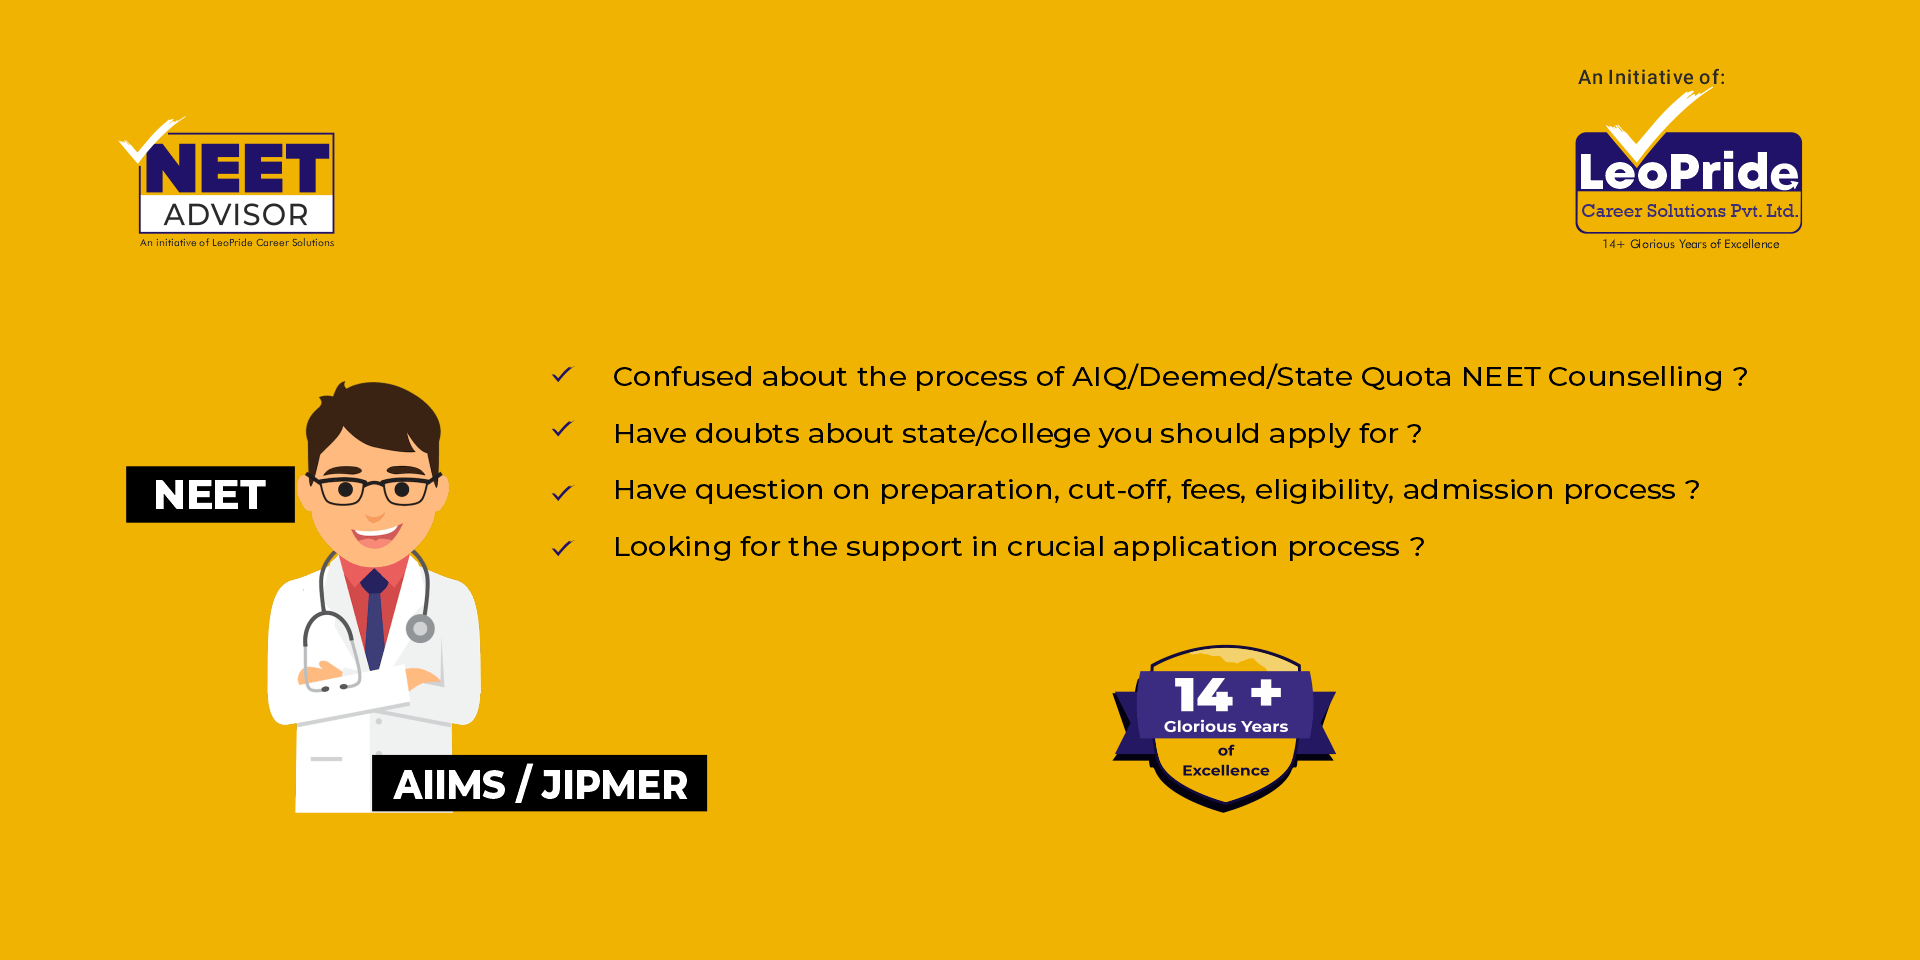 An Initiative of:
NEET
ADVISOR
An initiative of LeoPride Career Solutions
LeoPride
Career Solutions Pvt. Ltd.
14+ Glorious Years of Excellence
Confused about the process of AIQ/Deemed/State Quota NEET Counselling ?
Have doubts about state/college you should apply for ?
Have question on preparation, cut-off, fees, eligibility, admission process ?
Looking for the support in crucial application process ?
NEET
AIIMS / JIPMER
14 +
Glorious Years
of
Excellence